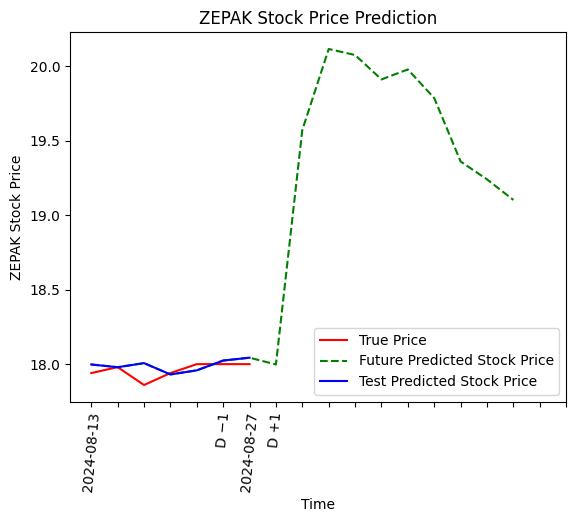 ZEPAK Stock Price Prediction
ZEPAK Stock Price
20.0
19.5
19.0
18.5
18.0
True Price
Future Predicted Stock Price
Test Predicted Stock Price
2024-08-13
D −1
2024-08-27
D +1
Time